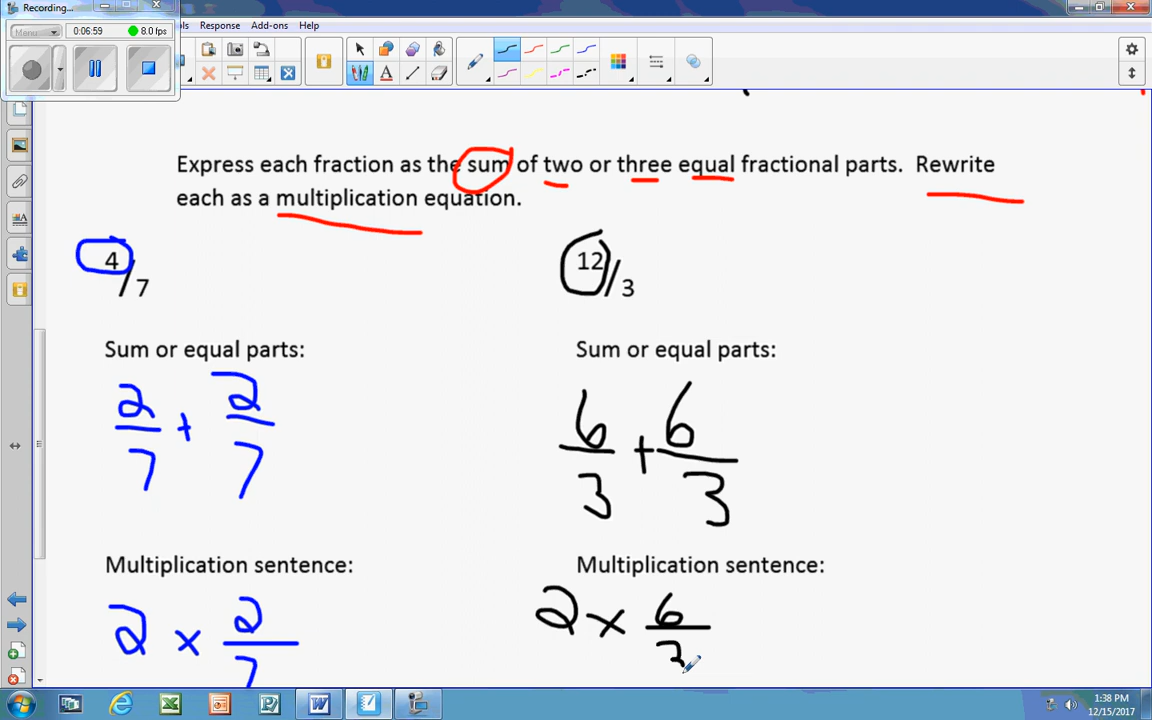 Recording...
Menu 0:06:59 8.0 fps
ols Response Add-ons Help
Express each fraction as the sum of two or three equal fractional parts. Rewrite
each as a multiplication equation.
4/7 12/3
Sum or equal parts: Sum or equal parts:
2/7 + 2/7 6/3 + 6/3
Multiplication sentence: Multiplication sentence:
2 × 2/7 2 × 6/3
1:38 PM
12/15/2017